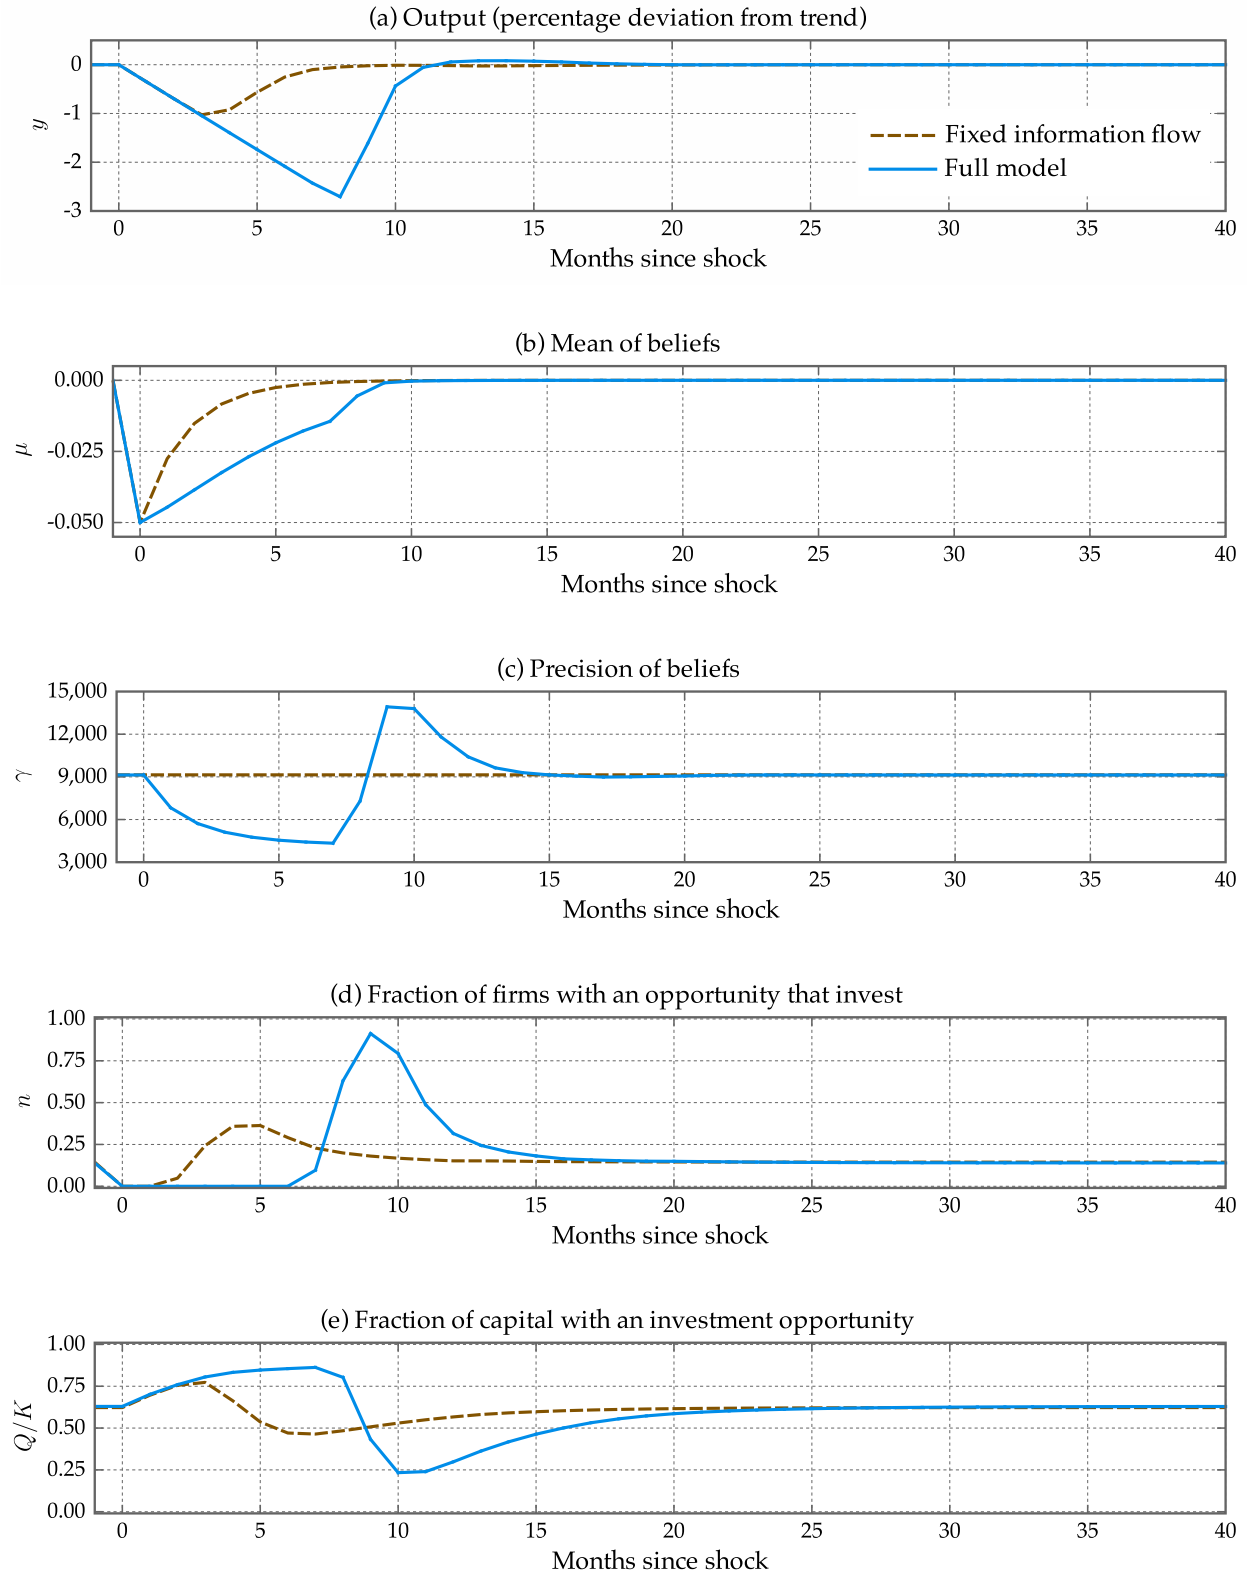 (a) Output (percentage deviation from trend)
0
-1
-2
-3
y
Fixed information flow
Full model
0 5 10 15 20 25 30 35 40
Months since shock
(b) Mean of beliefs
0.000
-0.025
-0.050
μ
0 5 10 15 20 25 30 35 40
Months since shock
(c) Precision of beliefs
15,000
12,000
9,000
6,000
3,000
γ
0 5 10 15 20 25 30 35 40
Months since shock
(d) Fraction of firms with an opportunity that invest
1.00
0.75
0.50
0.25
0.00
n
0 5 10 15 20 25 30 35 40
Months since shock
(e) Fraction of capital with an investment opportunity
1.00
0.75
0.50
0.25
0.00
Q/K
0 5 10 15 20 25 30 35 40
Months since shock